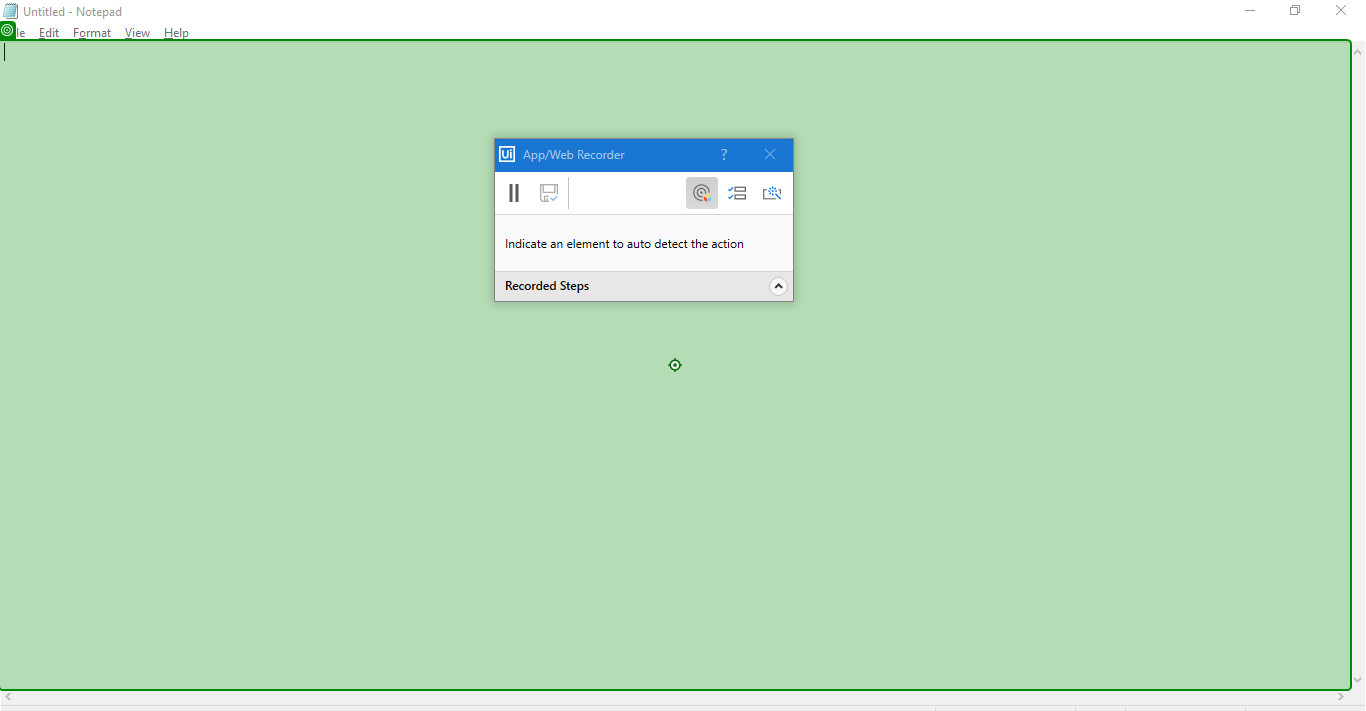 Untitled - Notepad
le Edit Format View Help
Ui App/Web Recorder ?
Indicate an element to auto detect the action
Recorded Steps